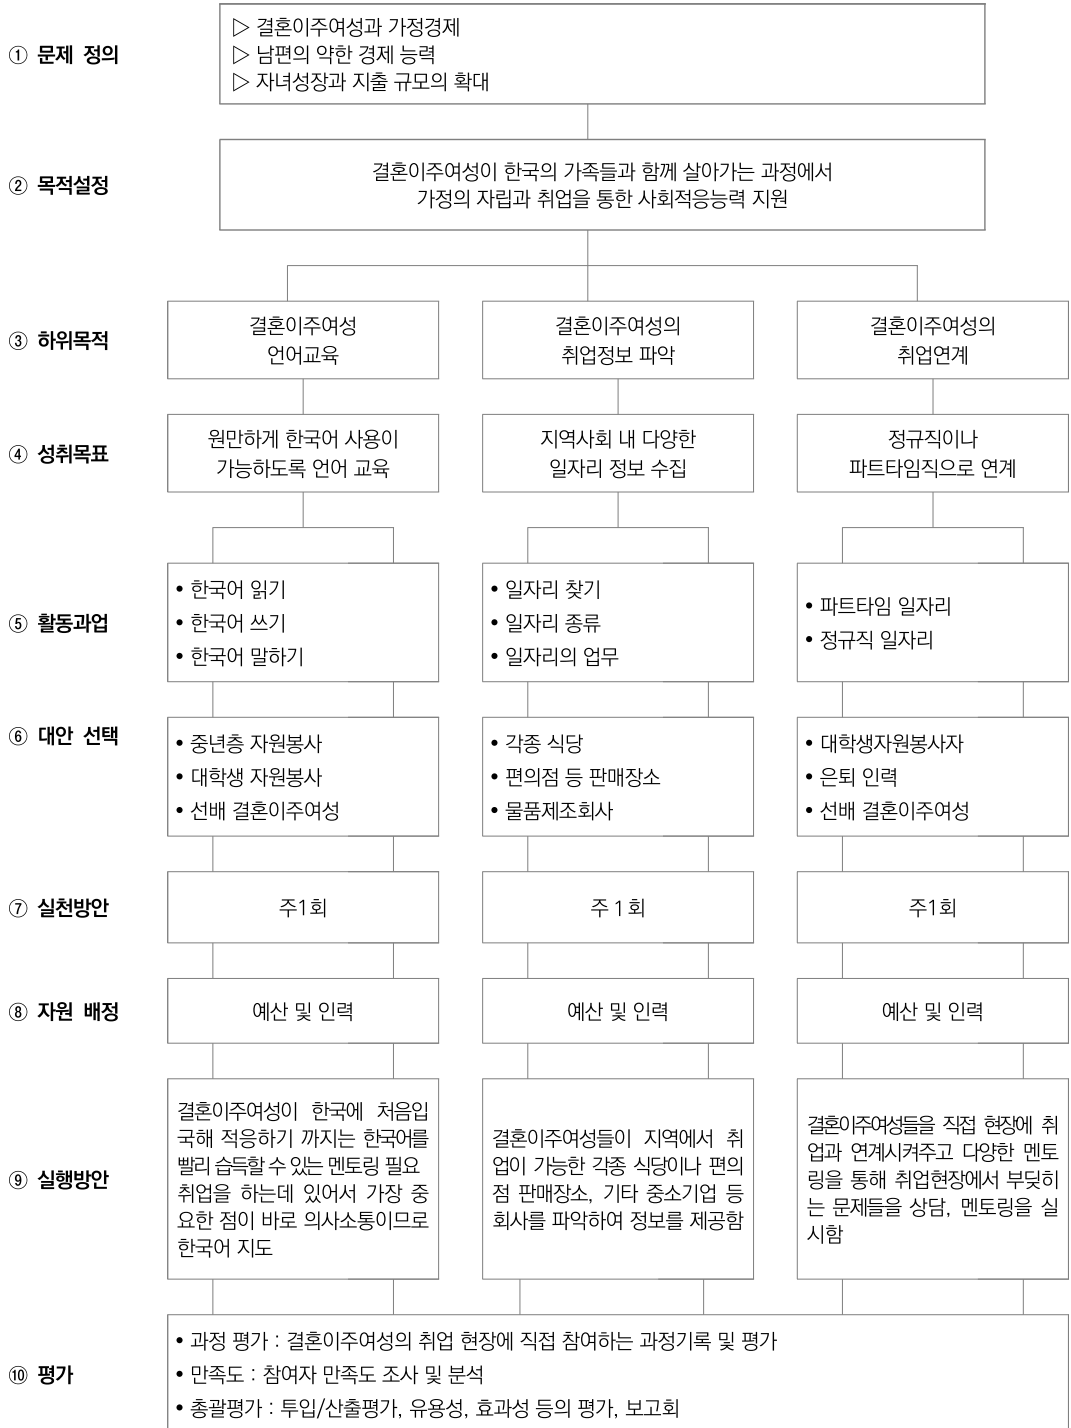 ① 문제 정의
▷ 결혼이주여성과 가정경제
▷ 남편의 약한 경제 능력
▷ 자녀성장과 지출 규모의 확대
② 목적설정
결혼이주여성이 한국의 가족들과 함께 살아가는 과정에서
가정의 자립과 취업을 통한 사회적응능력 지원
③ 하위목적
결혼이주여성
언어교육
결혼이주여성의
취업정보 파악
결혼이주여성의
취업연계
④ 성취목표
원만하게 한국어 사용이
가능하도록 언어 교육
지역사회 내 다양한
일자리 정보 수집
정규직이나
파트타임직으로 연계
⑤ 활동과업
• 한국어 읽기
• 한국어 쓰기
• 한국어 말하기
• 일자리 찾기
• 일자리 종류
• 일자리의 업무
• 파트타임 일자리
• 정규직 일자리
⑥ 대안 선택
• 중년층 자원봉사
• 대학생 자원봉사
• 선배 결혼이주여성
• 각종 식당
• 편의점 등 판매장소
• 물품제조회사
• 대학생자원봉사자
• 은퇴 인력
• 선배 결혼이주여성
⑦ 실천방안
주1회
주 1 회
주1회
⑧ 자원 배정
예산 및 인력
예산 및 인력
예산 및 인력
⑨ 실행방안
결혼이주여성이 한국에 처음입
국해 적응하기 까지는 한국어를
빨리 습득할 수 있는 멘토링 필요
취업을 하는데 있어서 가장 중
요한 점이 바로 의사소통이므로
한국어 지도
결혼이주여성들이 지역에서 취
업이 가능한 각종 식당이나 편의
점 판매장소, 기타 중소기업 등
회사를 파악하여 정보를 제공함
결혼이주여성들을 직접 현장에 취
업과 연계시켜주고 다양한 멘토
링을 통해 취업현장에서 부딪히
는 문제들을 상담, 멘토링을 실
시함
⑩ 평가
• 과정 평가 : 결혼이주여성의 취업 현장에 직접 참여하는 과정기록 및 평가
• 만족도 : 참여자 만족도 조사 및 분석
• 총괄평가 : 투입/산출평가, 유용성, 효과성 등의 평가, 보고회